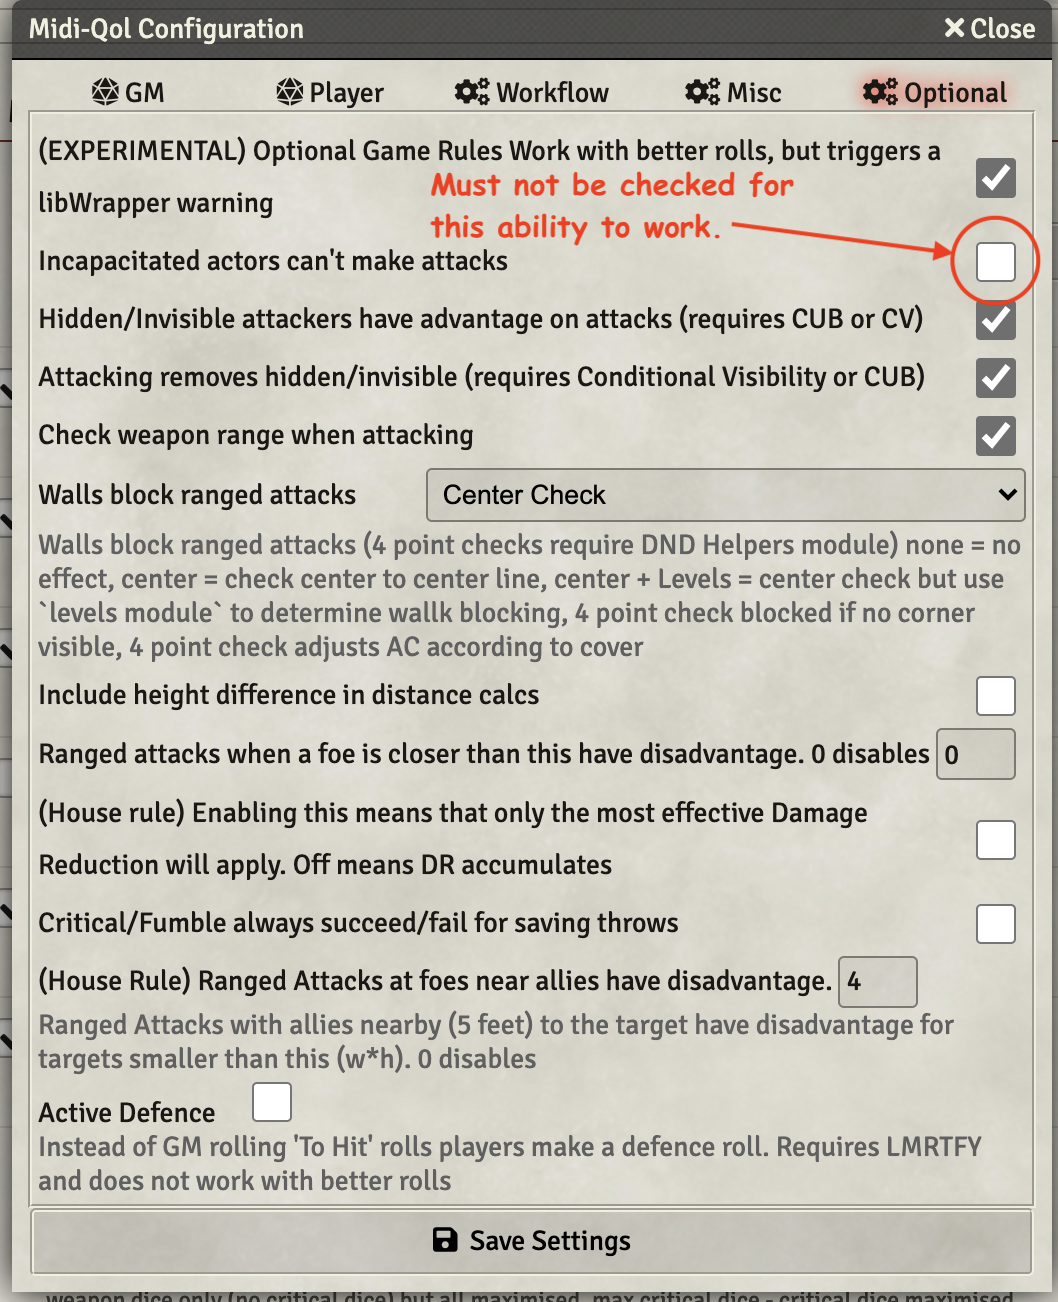 Midi-Qol Configuration
Close
GM
Player
Workflow
Misc
Optional
(EXPERIMENTAL) Optional Game Rules Work with better rolls, but triggers a
libWrapper warning
Must not be checked for
this ability to work.
Incapacitated actors can't make attacks
Hidden/Invisible attackers have advantage on attacks (requires CUB or CV)
Attacking removes hidden/invisible (requires Conditional Visibility or CUB)
Check weapon range when attacking
Walls block ranged attacks
Center Check
Walls block ranged attacks (4 point checks require DND Helpers module) none = no
effect, center = check center to center line, center + Levels = center check but use
`levels module` to determine wallk blocking, 4 point check blocked if no corner
visible, 4 point check adjusts AC according to cover
Include height difference in distance calcs
Ranged attacks when a foe is closer than this have disadvantage. 0 disables 0
(House rule) Enabling this means that only the most effective Damage
Reduction will apply. Off means DR accumulates
Critical/Fumble always succeed/fail for saving throws
(House Rule) Ranged Attacks at foes near allies have disadvantage. 4
Ranged Attacks with allies nearby (5 feet) to the target have disadvantage for
targets smaller than this (w*h). 0 disables
Active Defence
Instead of GM rolling 'To Hit' rolls players make a defence roll. Requires LMRTFY
and does not work with better rolls
Save Settings
weapon dice only (no critical dice) but all maximised, max critical dice - critical dice maximised